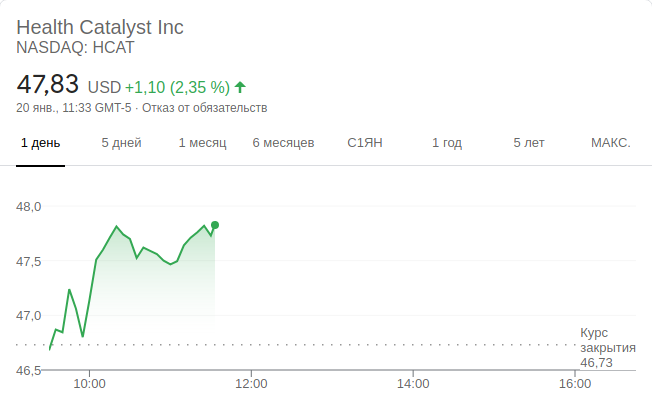 Health Catalyst Inc
NASDAQ: HCAT
47,83 USD +1,10 (2,35 %)
20 янв., 11:33 GMT-5 · Отказ от обязательств
1 день 5 дней 1 месяц 6 месяцев С1ЯН 1 год 5 лет МАКС.
48,0
47,5
47,0
46,5
Курс
закрытия
46,73
10:00 12:00 14:00 16:00